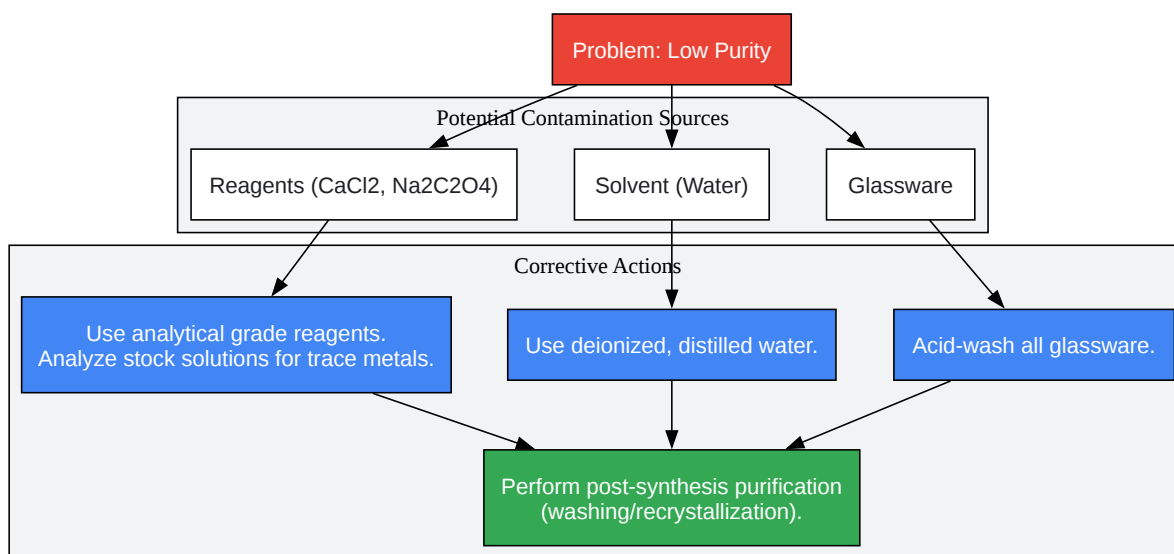 Problem: Low Purity
Potential Contamination Sources
Reagents (CaCl2, Na2C2O4)
Solvent (Water)
Glassware
Corrective Actions
Use analytical grade reagents.
Analyze stock solutions for trace metals.
Use deionized, distilled water.
Acid-wash all glassware.
Perform post-synthesis purification
(washing/recrystallization).